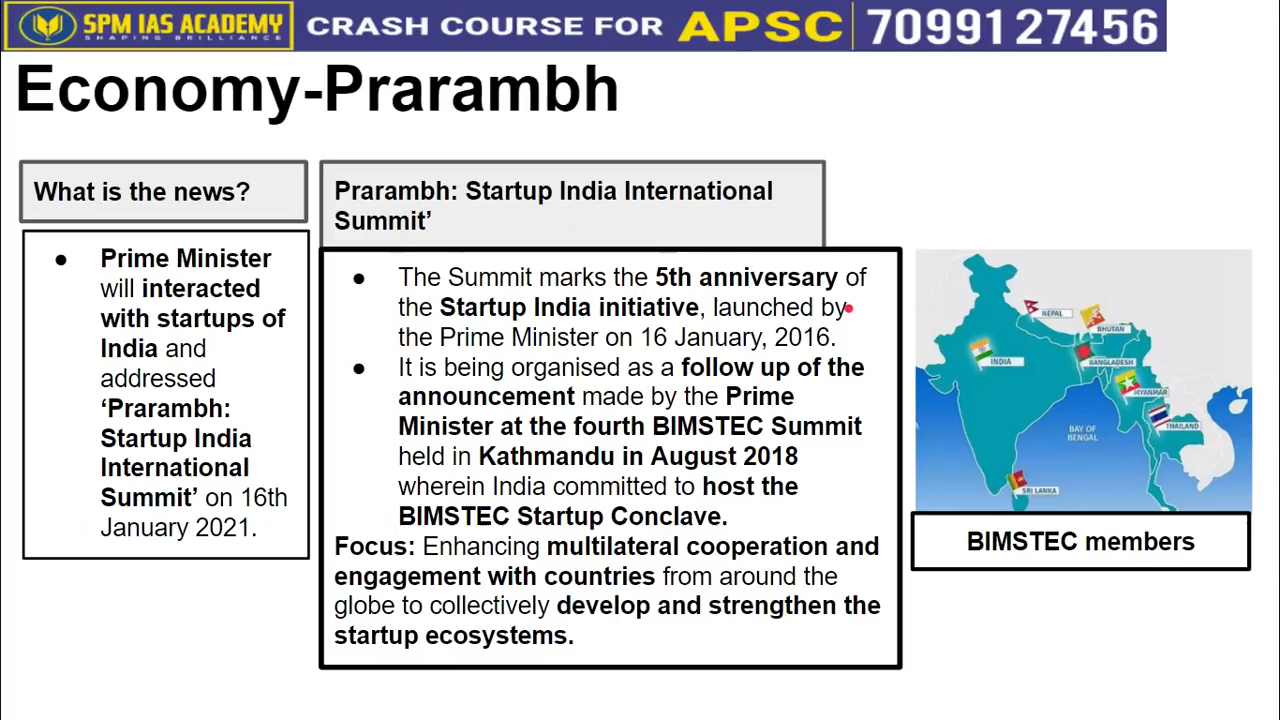 SPM IAS ACADEMY
SHAPING BRILLIANCE
CRASH COURSE FOR APSC 70991 27456
Economy-Prarambh
What is the news?
● Prime Minister
will interacted
with startups of
India and
addressed
‘Prarambh:
Startup India
International
Summit’ on 16th
January 2021.
Prarambh: Startup India International
Summit’
● The Summit marks the 5th anniversary of
the Startup India initiative, launched by
the Prime Minister on 16 January, 2016.
● It is being organised as a follow up of the
announcement made by the Prime
Minister at the fourth BIMSTEC Summit
held in Kathmandu in August 2018
wherein India committed to host the
BIMSTEC Startup Conclave.
Focus: Enhancing multilateral cooperation and
engagement with countries from around the
globe to collectively develop and strengthen the
startup ecosystems.
NEPAL
BHUTAN
INDIA
BANGLADESH
MYANMAR
THAILAND
BAY OF
BENGAL
SRI LANKA
BIMSTEC members